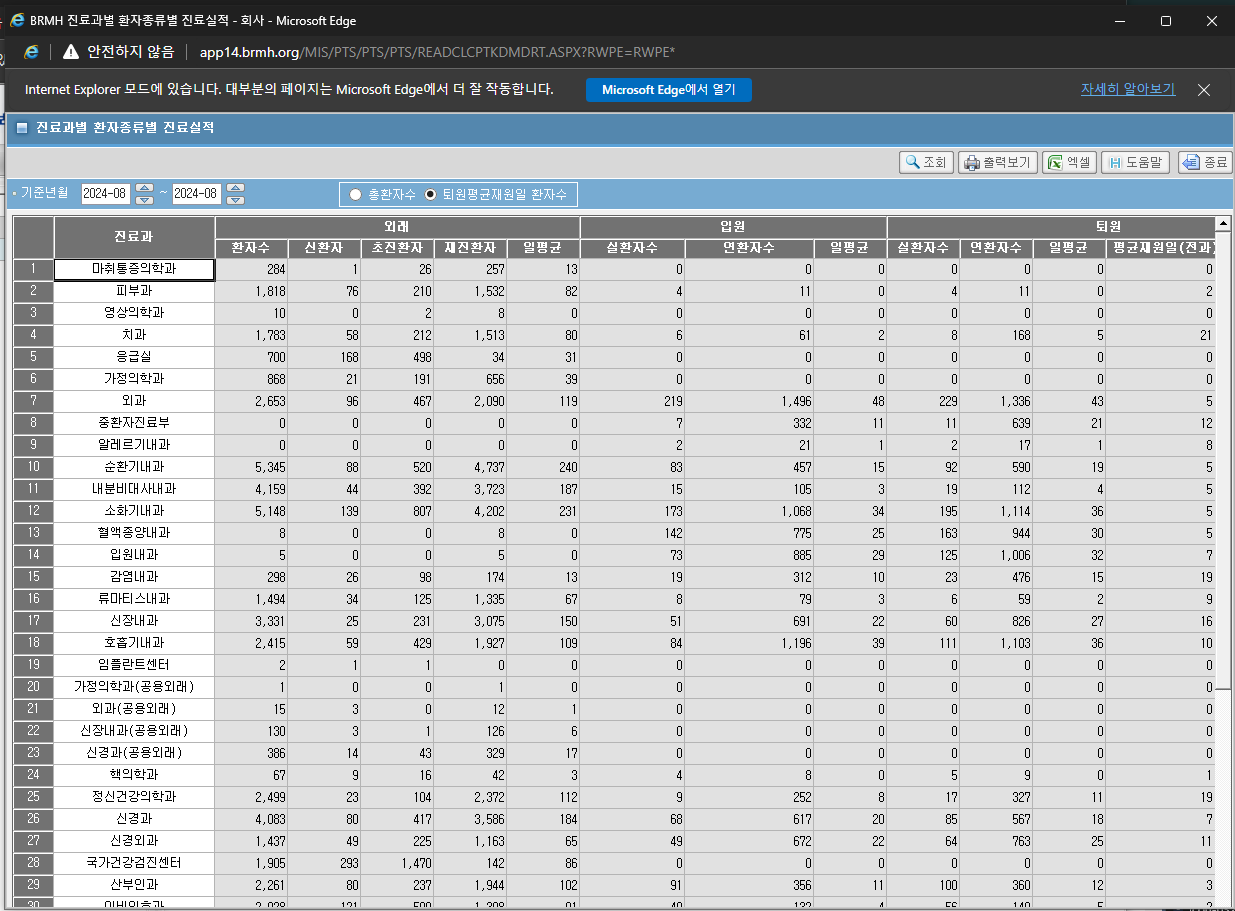 BRMH 진료과별 환자종류별 진료실적 - 회사 - Microsoft Edge
안전하지 않음 app14.brmh.org/MIS/PTS/PTS/PTS/READCLCPTKDMDRT.ASPX?RWPE=RWPE*
Internet Explorer 모드에 있습니다. 대부분의 페이지는 Microsoft Edge에서 더 잘 작동합니다. Microsoft Edge에서 열기 자세히 알아보기
진료과별 환자종류별 진료실적
조회 출력보기 엑셀 도움말 종료
기준년월 2024-08 ~ 2024-08 총환자수 퇴원평균재원일 환자수
진료과 외래 입원 퇴원
환자수 신환자 초진환자 재진환자 일평균 실환자수 연환자수 일평균 실환자수 연환자수 일평균 평균재원일(전과)
1 마취통증의학과 284 1 26 257 13 0 0 0 0 0 0 0
2 피부과 1,818 76 210 1,532 82 4 11 0 4 11 0 2
3 영상의학과 10 0 2 8 0 0 0 0 0 0 0 0
4 치과 1,783 58 212 1,513 80 6 61 2 8 168 5 21
5 응급실 700 168 498 34 31 0 0 0 0 0 0 0
6 가정의학과 868 21 191 656 39 0 0 0 0 0 0 0
7 외과 2,653 96 467 2,090 119 219 1,496 48 229 1,336 43 5
8 중환자진료부 0 0 0 0 0 7 332 11 11 639 21 12
9 알레르기내과 0 0 0 0 0 2 21 1 2 17 1 8
10 순환기내과 5,345 88 520 4,737 240 83 457 15 92 590 19 5
11 내분비대사내과 4,159 44 392 3,723 187 15 105 3 19 112 4 5
12 소화기내과 5,148 139 807 4,202 231 173 1,068 34 195 1,114 36 5
13 혈액종양내과 8 0 0 8 0 142 775 25 163 944 30 5
14 입원내과 5 0 0 5 0 73 885 29 125 1,006 32 7
15 감염내과 298 26 98 174 13 19 312 10 23 476 15 19
16 류마티스내과 1,494 34 125 1,335 67 8 79 3 6 59 2 9
17 신장내과 3,331 25 231 3,075 150 51 691 22 60 826 27 16
18 호흡기내과 2,415 59 429 1,927 109 84 1,196 39 111 1,103 36 10
19 임플란트센터 2 1 1 0 0 0 0 0 0 0 0 0
20 가정의학과(공용외래) 1 0 0 1 0 0 0 0 0 0 0 0
21 외과(공용외래) 15 3 0 12 1 0 0 0 0 0 0 0
22 신장내과(공용외래) 130 3 1 126 6 0 0 0 0 0 0 0
23 신경과(공용외래) 386 14 43 329 17 0 0 0 0 0 0 0
24 핵의학과 67 9 16 42 3 4 8 0 5 9 0 1
25 정신건강의학과 2,499 23 104 2,372 112 9 252 8 17 327 11 19
26 신경과 4,083 80 417 3,586 184 68 617 20 85 567 18 7
27 신경외과 1,437 49 225 1,163 65 49 672 22 64 763 25 11
28 국가건강검진센터 1,905 293 1,470 142 86 0 0 0 0 0 0 0
29 산부인과 2,261 80 237 1,944 102 91 356 11 100 360 12 3